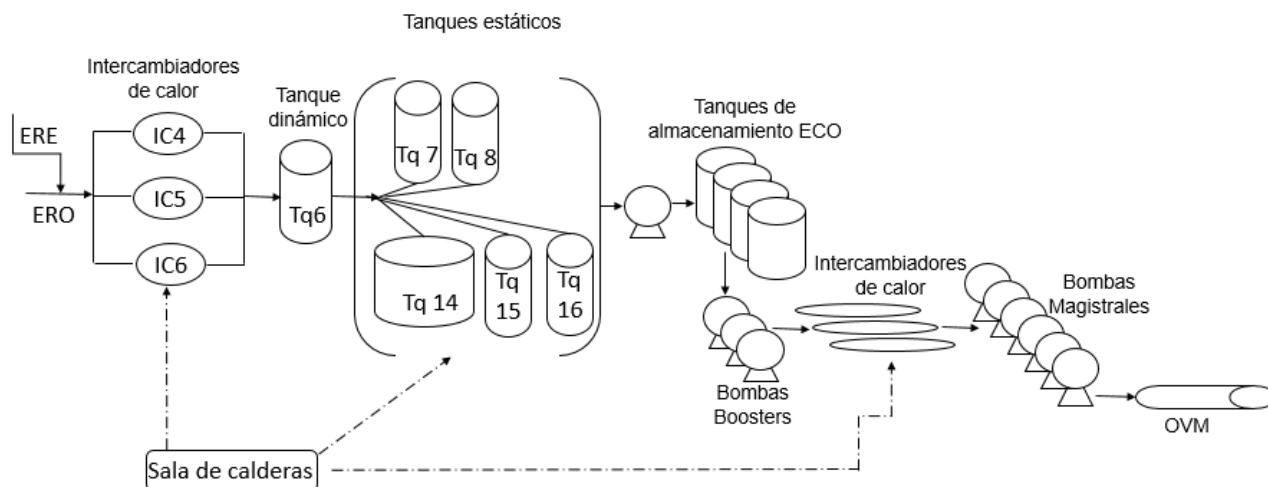 Tanques estáticos
Intercambiadores
de calor
Tanque
dinámico
Tanques de
almacenamiento ECO
ERE
ERO
IC4
IC5
IC6
Tq6
Tq 7
Tq 8
Tq 14
Tq
15
Tq
16
Intercambiadores
de calor
Bombas
Magistrales
Bombas
Boosters
OVM
Sala de calderas